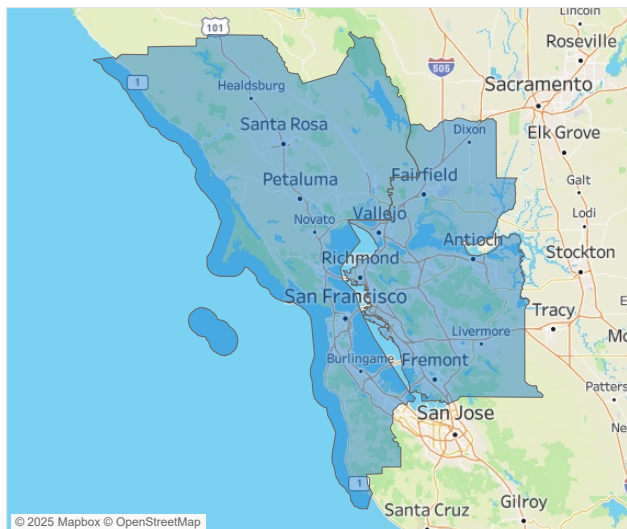 Lincoln
101
Roseville
505
Sacramento
1
Healdsburg
Dixon
Elk Grove
Santa Rosa
Fairfield
Galt
Petaluma
Vallejo
Lodi
Novato
Antioch
Richmond
Stockton
San Francisco
Tracy
Livermore
Burlingame
Fremont
Patters
San Jose
1
Gilroy
Santa Cruz
© 2025 Mapbox © OpenStreetMap